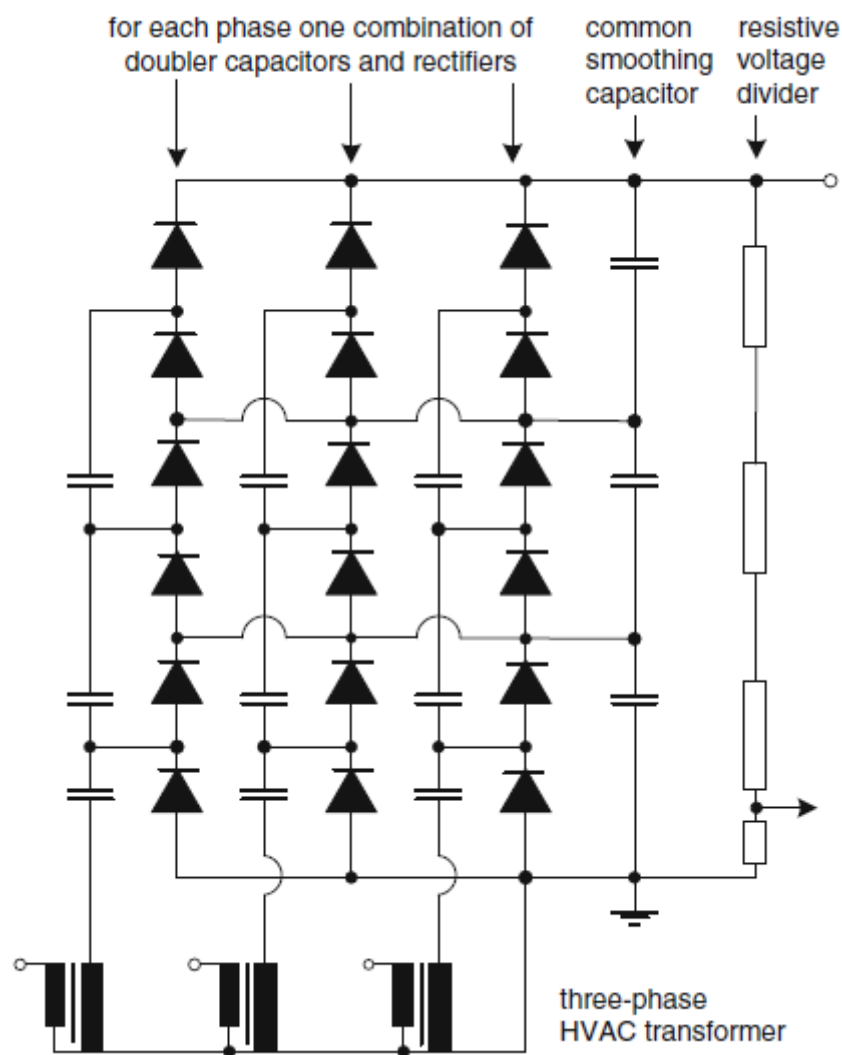 for each phase one combination of
doubler capacitors and rectifiers
common
smoothing
capacitor
resistive
voltage
divider
three-phase
HVAC transformer